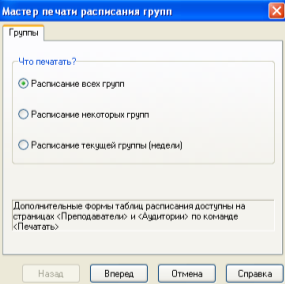 Мастер печати расписания групп
Группы
Что печатать?
Расписание всех групп
Расписание некоторых групп
Расписание текущей группы (недели)
Дополнительные формы таблиц расписания доступны на
страницах <Преподаватели> и <Аудитории> по команде
<Печатать>
Назад Вперед Отмена Справка